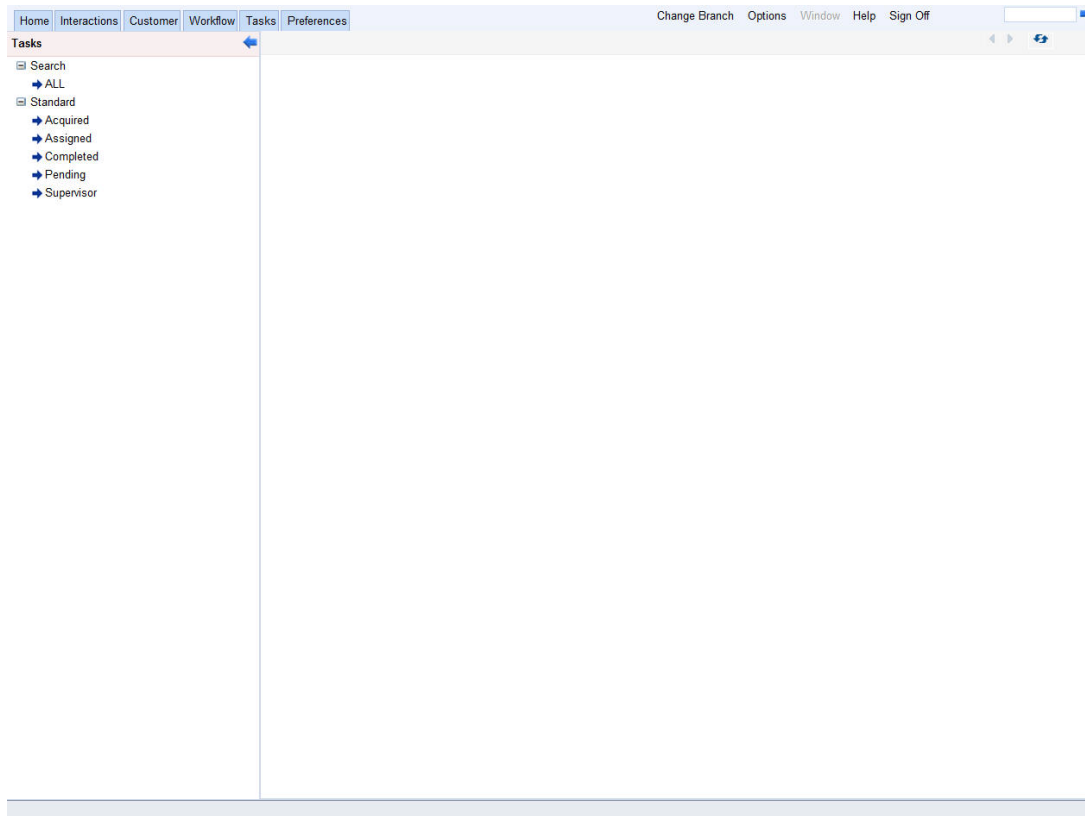 Home Interactions Customer Workflow Tasks Preferences Change Branch Options Window Help Sign Off
Tasks
Search
ALL
Standard
Acquired
Assigned
Completed
Pending
Supervisor